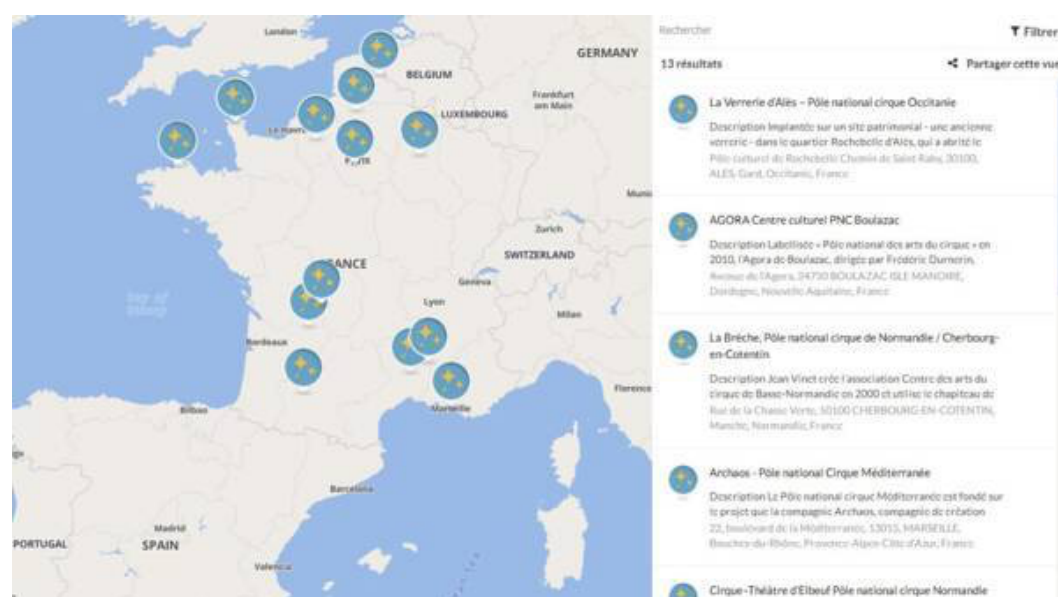 London
GERMANY
BELGIUM
Frankfurt
am Main
LUXEMBOURG
Le Havre
Munic
Zurich
SWITZERLAND
Geneva
Lyon
Milan
Bay of
Bordeaux
Florence
Marseille
Bilbao
Barcelona
Madrid
PORTUGAL
SPAIN
Valencia
Rechercher
Filtrer
13 résultats
Partager cette vue
La Verrerie d'Alès – Pôle national cirque Occitanie
Description Implantée sur un site patrimonial - une ancienne
verrerie - dans le quartier Rochebelle d'Alès, qui a abrité le
Pôle culturel de Rochebelle Chemin de Saint Raby, 30100,
ALES, Gard, Occitanie, France
AGORA Centre culturel PNC Boulazac
Description Labellisée « Pôle national des arts du cirque » en
2010, l'Agora de Boulazac, dirigée par Frédéric Durnerin,
Avenue de l'Agora, 24750 BOULAZAC ISLE MANOIRE,
Dordogne, Nouvelle Aquitaine, France
La Brèche, Pôle national cirque de Normandie / Cherbourg-
en-Cotentin
Description Jean Vinet crée l'association Centre des arts du
cirque de Basse-Normandie en 2000 et utilise le chapiteau de
Rue de la Chasse Verte, 50100 CHERBOURG-EN-COTENTIN,
Manche, Normandie, France
Archaos - Pôle national Cirque Méditerranée
Description Le Pôle national cirque Méditerranée est fondé sur
le projet que la compagnie Archaos, compagnie de création
22, boulevard de la Méditerranée, 13015, MARSEILLE,
Bouches-du-Rhône, Provence-Alpes-Côte d'Azur, France
Cirque-Théâtre d'Elbeuf Pôle national cirque Normandie